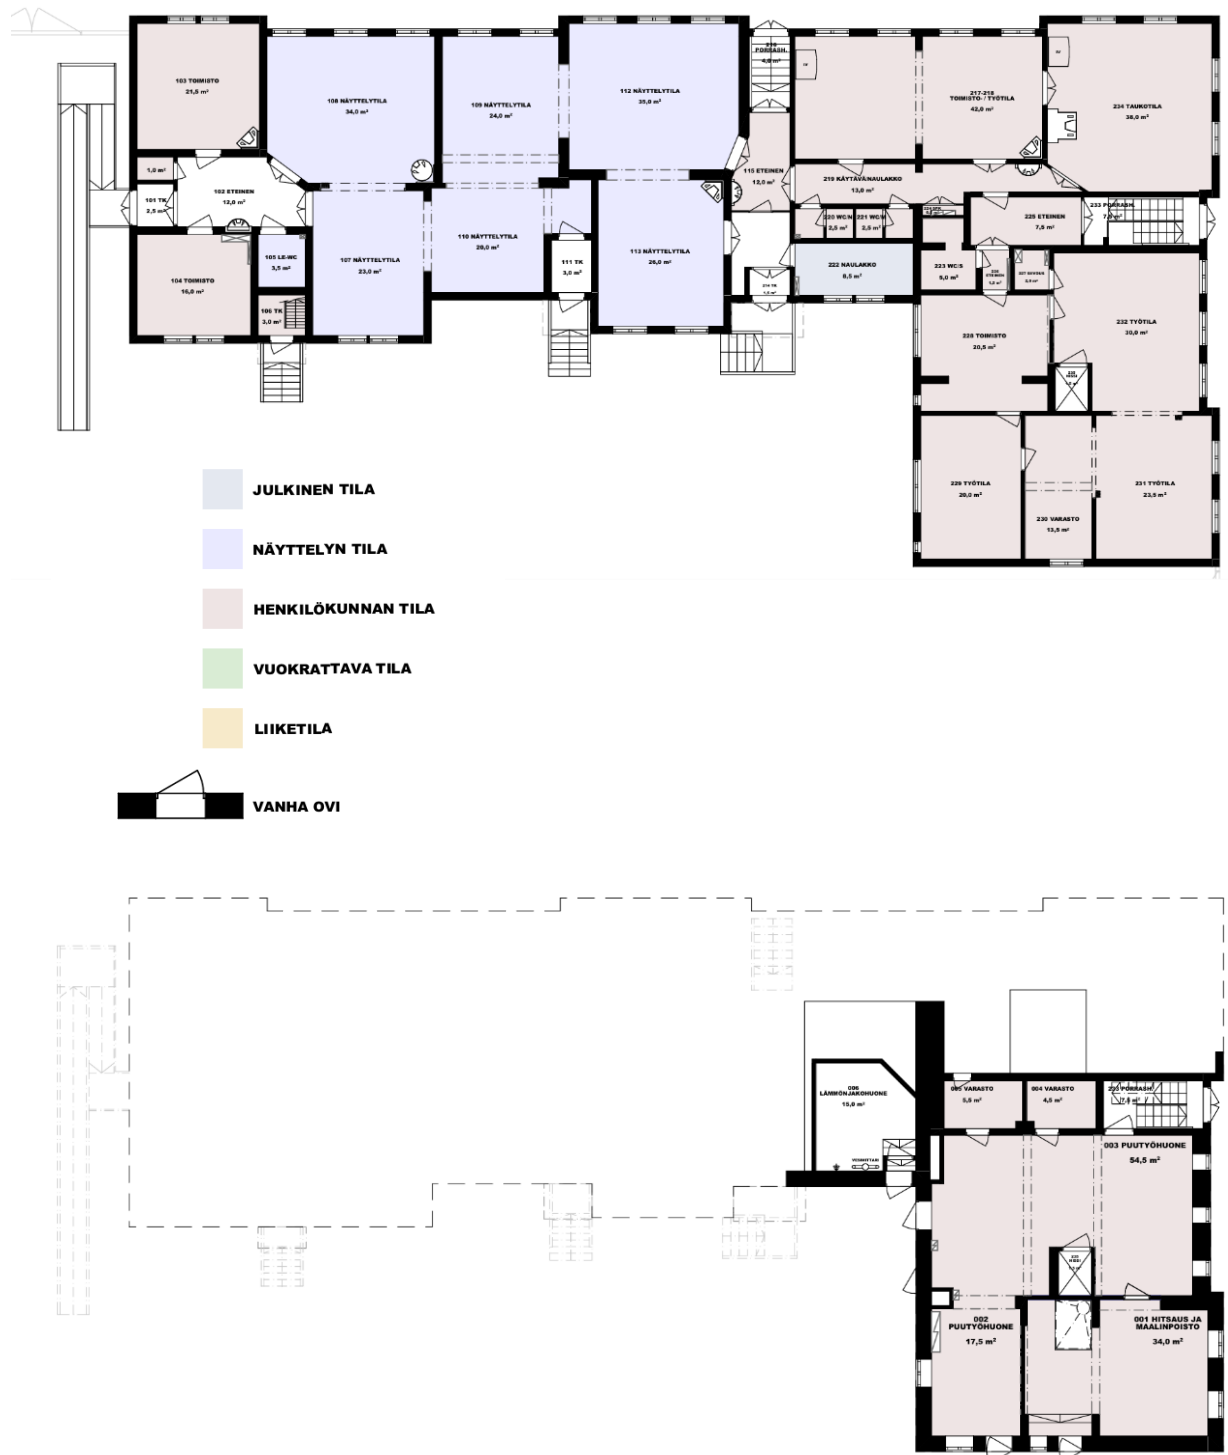 103 TOIMISTO
21,5 m²
108 NÄYTTELYTILA
34,0 m²
109 NÄYTTELYTILA
24,0 m²
112 NÄYTTELYTILA
35,0 m²
PORRASH.
217-218
TOIMISTO- / TYÖTILA
42,0 m²
234 TAUKOTILA
38,0 m²
1,0 m²
101 TK
2,5 m²
102 ETEINEN
12,0 m²
115 ETEINEN
12,0 m²
219 KÄYTÄVÄ/NAULAKKO
13,0 m²
220 WC/N
2,5 m²
221 WC/M
2,5 m²
225 ETEINEN
7,5 m²
233 PORRASH.
104 TOIMISTO
16,0 m²
105 LE-WC
3,5 m²
106 TK
3,0 m²
107 NÄYTTELYTILA
23,0 m²
110 NÄYTTELYTILA
111 TK
3,0 m²
113 NÄYTTELYTILA
26,0 m²
214 TK
222 NAULAKKO
8,5 m²
223 WC/S
5,0 m²
ETEINEN
228 TOIMISTO
20,5 m²
232 TYÖTILA
30,0 m²
229 TYÖTILA
20,0 m²
230 VARASTO
13,5 m²
231 TYÖTILA
23,5 m²
JULKINEN TILA
NÄYTTELYN TILA
HENKILÖKUNNAN TILA
VUOKRATTAVA TILA
LIIKETILA
VANHA OVI
006
LÄMMÖNJAKOHUONE
15,0 m²
VESIMITTARI
005 VARASTO
5,5 m²
004 VARASTO
4,5 m²
233 PORRASH.
003 PUUTYÖHUONE
54,5 m²
HISSI
002
PUUTYÖHUONE
17,5 m²
001 HITSAUS JA
MAALINPOISTO
34,0 m²